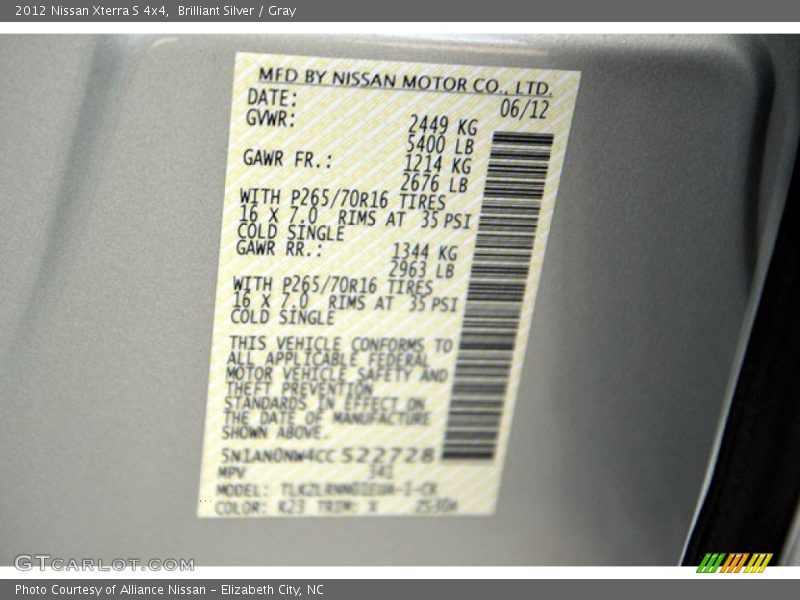 2012 Nissan Xterra S 4x4, Brilliant Silver / Gray
MFD BY NISSAN MOTOR CO., LTD.
DATE: 06/12
GVWR: 2449 KG
5400 LB
GAWR FR.: 1214 KG
2676 LB
WITH P265/70R16 TIRES
16 X 7.0 RIMS AT 35 PSI
COLD SINGLE
GAWR RR.: 1344 KG
2963 LB
WITH P265/70R16 TIRES
16 X 7.0 RIMS AT 35 PSI
COLD SINGLE
THIS VEHICLE CONFORMS TO
ALL APPLICABLE FEDERAL
MOTOR VEHICLE SAFETY AND
THEFT PREVENTION
STANDARDS IN EFFECT ON
THE DATE OF MANUFACTURE
SHOWN ABOVE.
5N1AN0NW4CC522728
MPV 341
MODEL:
COLOR: K23 TRIM: X
GTCarLot.com
Photo Courtesy of Alliance Nissan - Elizabeth City, NC